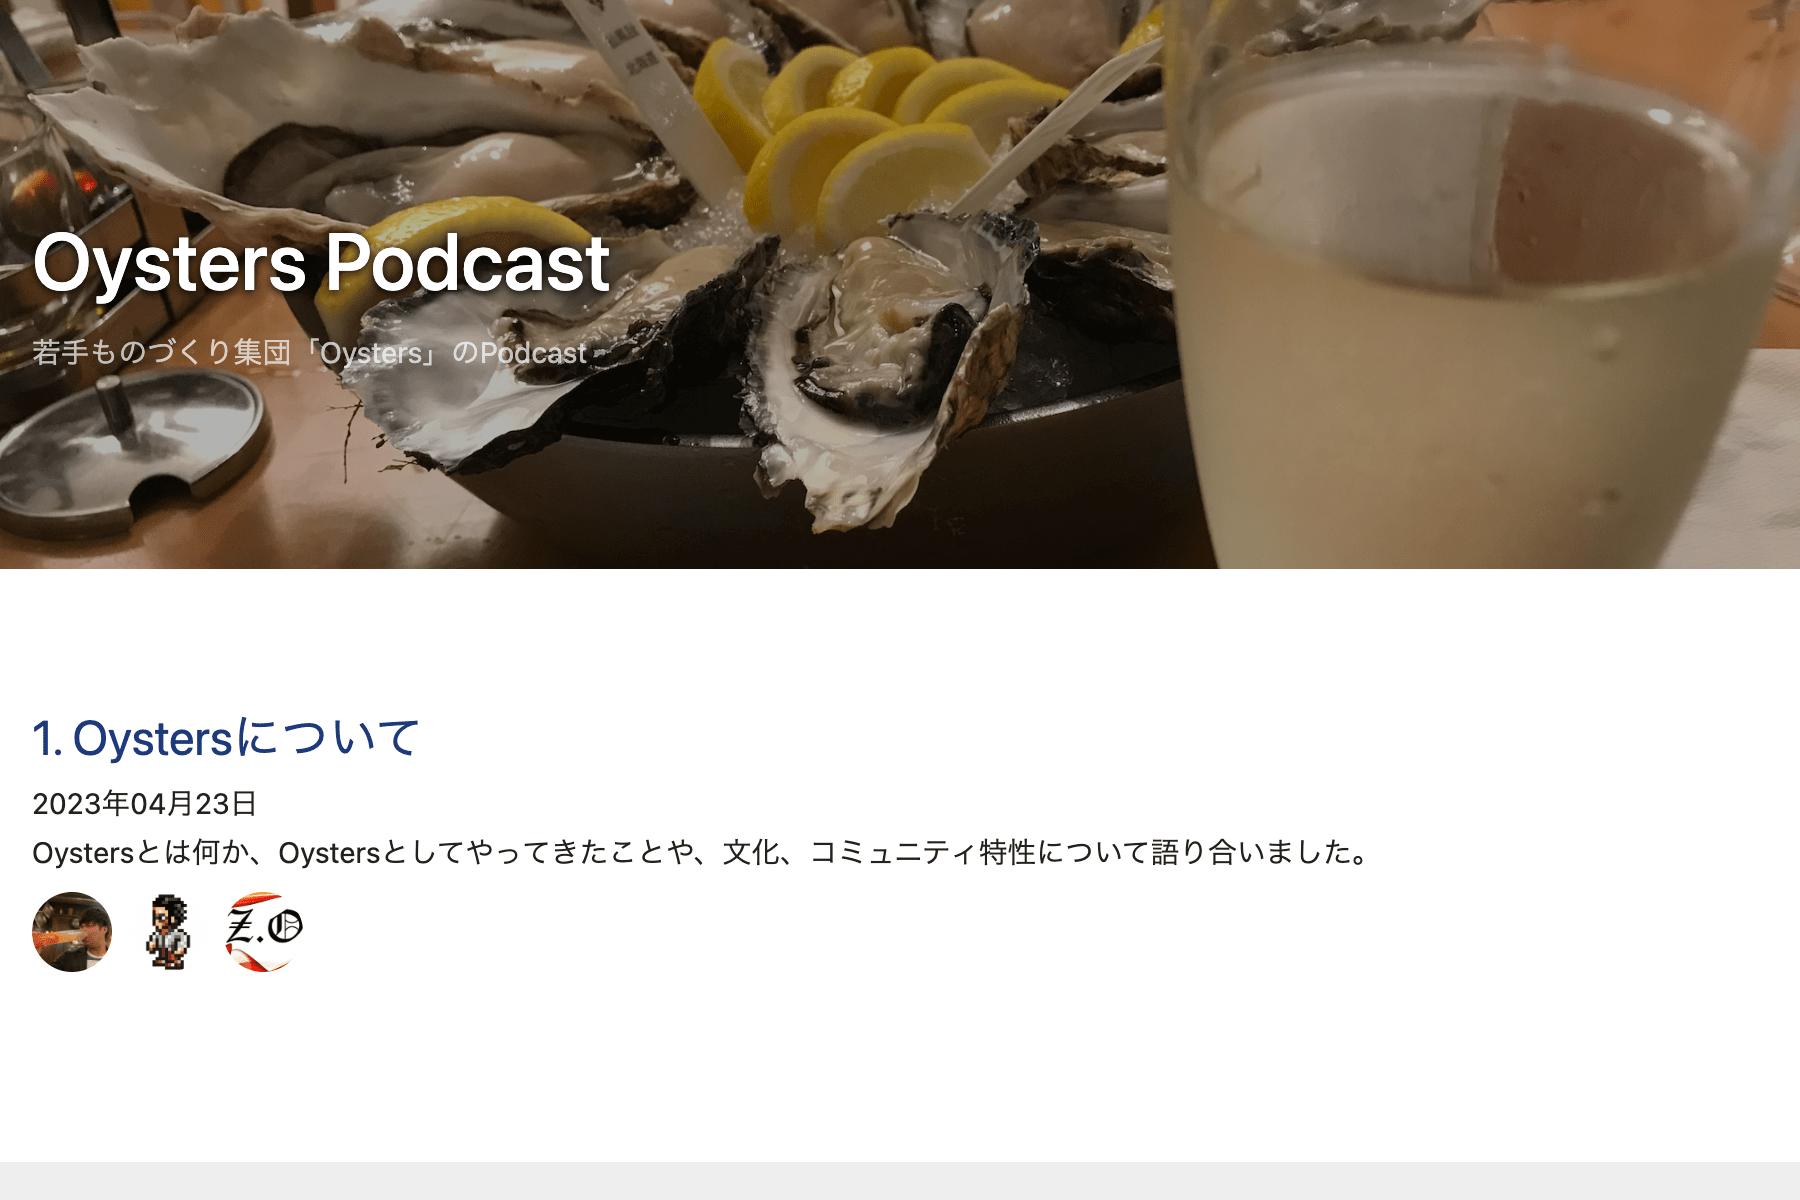 北海道
Oysters Podcast
若手ものづくり集団「Oysters」のPodcast
1. Oystersについて
2023年04月23日
Oystersとは何か、Oystersとしてやってきたことや、文化、コミュニティ特性について語り合いました。
Z.O